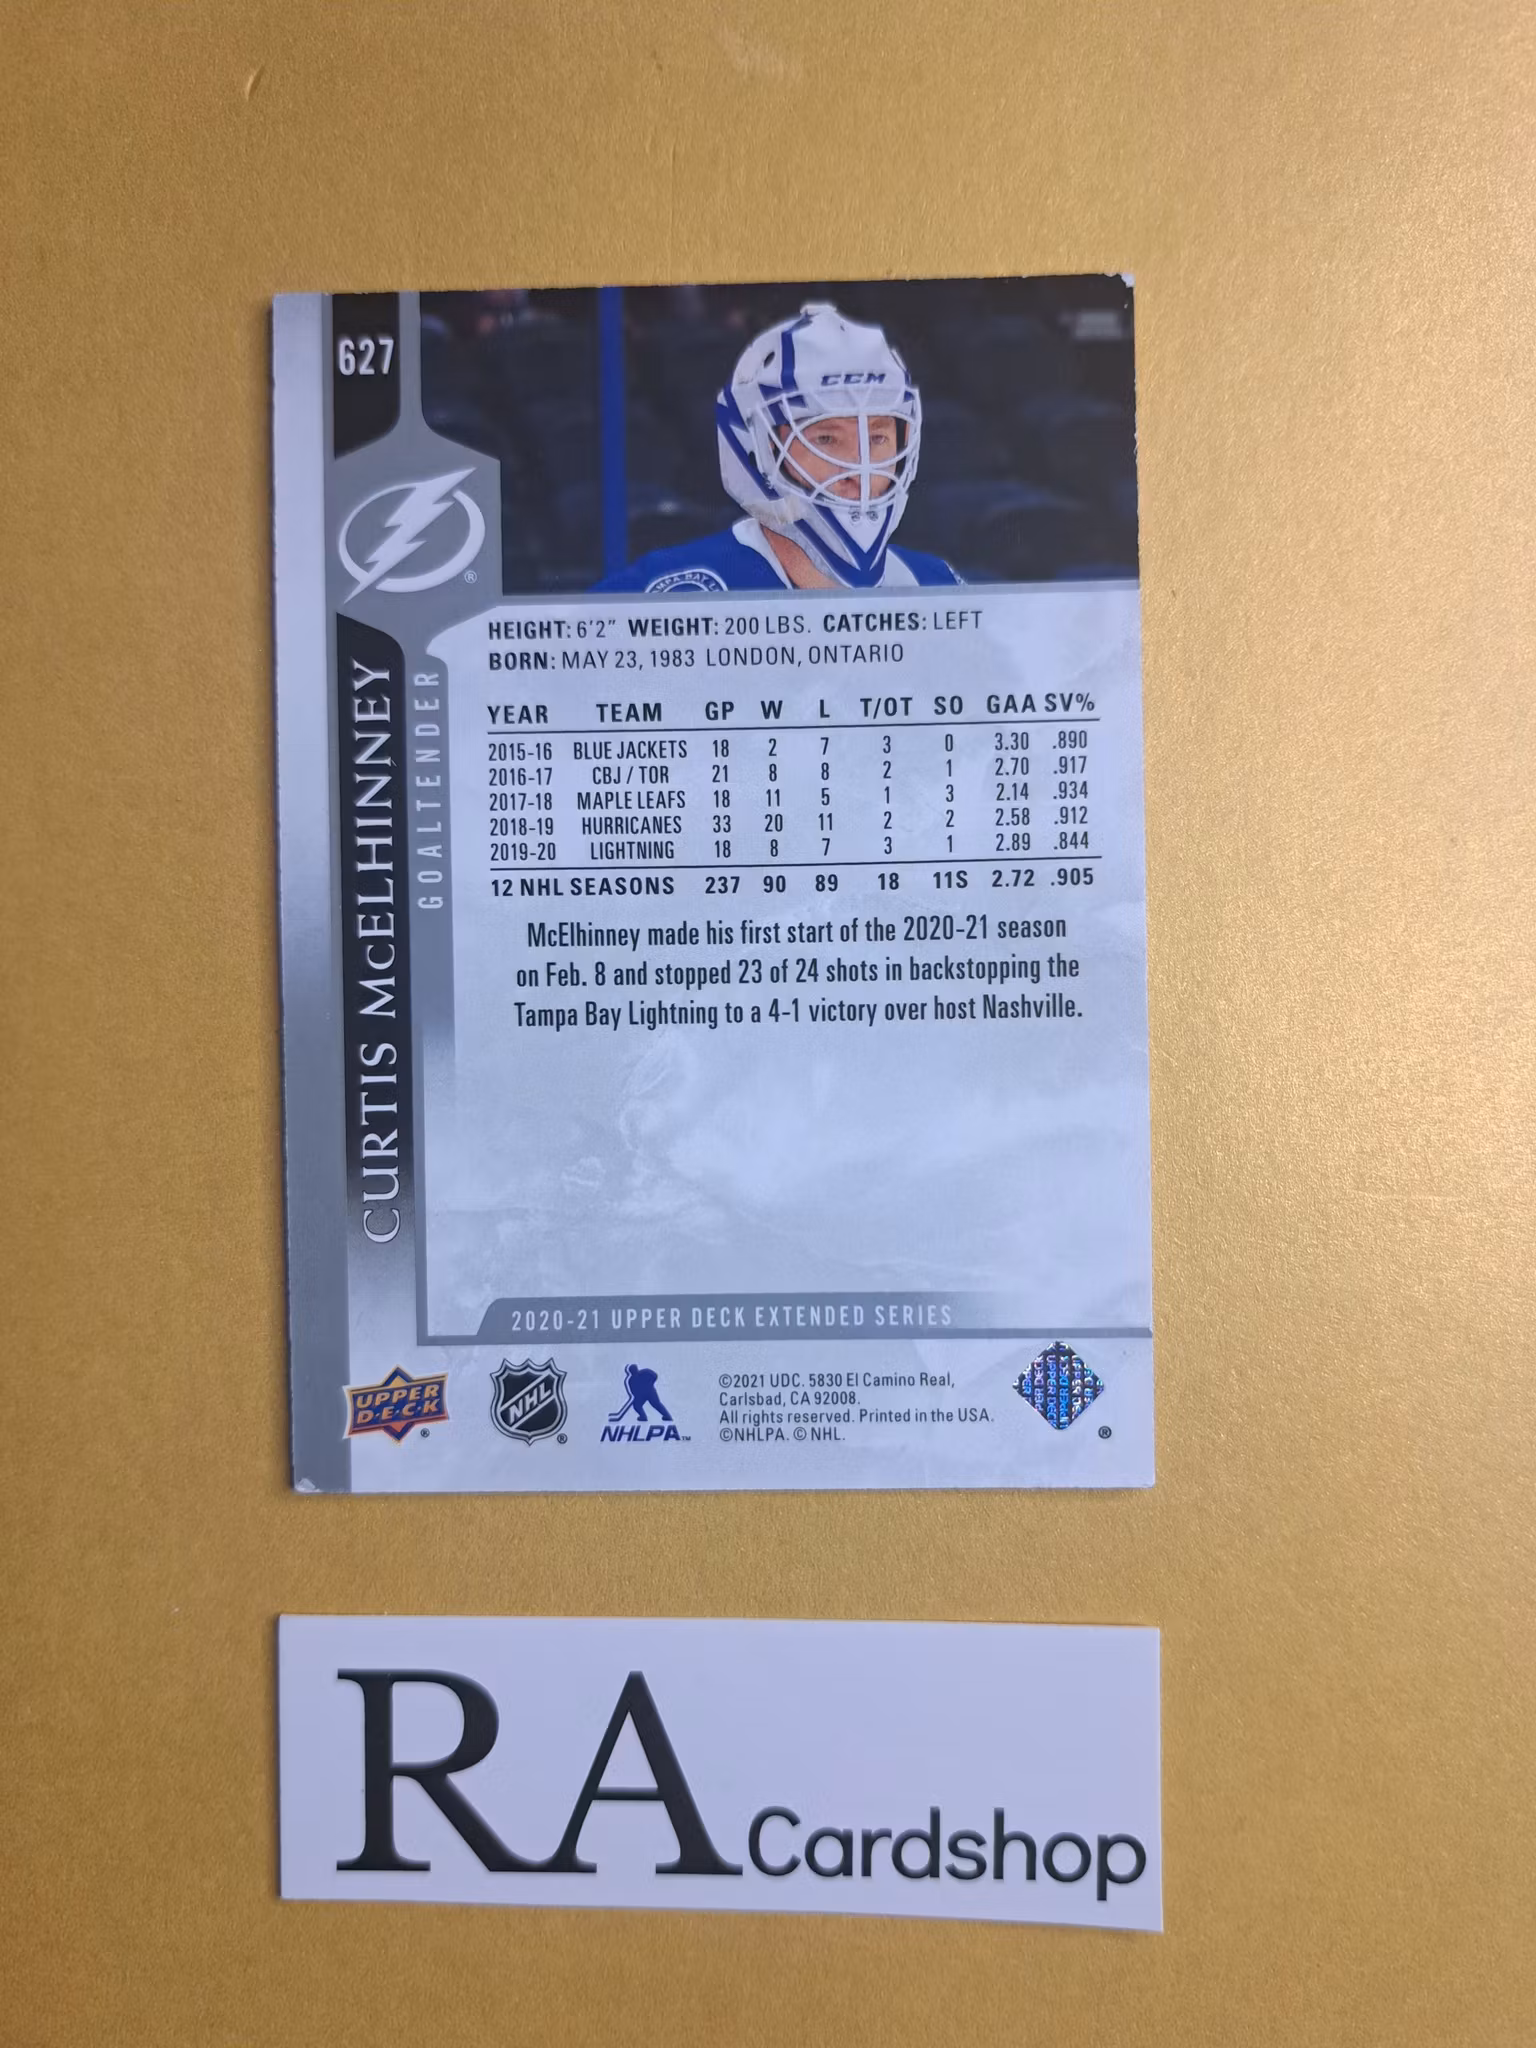 627
CCM
MPA BAY L
®
HEIGHT: 6'2" WEIGHT: 200 LBS. CATCHES: LEFT
BORN: MAY 23, 1983 LONDON, ONTARIO
CURTIS MCELHINNEY
GOALTENDER
YEAR TEAM GP W L T/OT SO GAA SV%
2015-16 BLUE JACKETS 18 2 7 3 0 3.30 .890
2016-17 CBJ / TOR 21 8 8 2 1 2.70 .917
2017-18 MAPLE LEAFS 18 11 5 1 3 2.14 .934
2018-19 HURRICANES 33 20 11 2 2 2.58 .912
2019-20 LIGHTNING 18 8 7 3 1 2.89 .844
12 NHL SEASONS 237 90 89 18 11S 2.72 .905
McElhinney made his first start of the 2020-21 season
on Feb. 8 and stopped 23 of 24 shots in backstopping the
Tampa Bay Lightning to a 4-1 victory over host Nashville.
2020-21 UPPER DECK EXTENDED SERIES
UPPER
D·E·C·K
®
NHL
®
NHLPA™
©2021 UDC. 5830 El Camino Real,
Carlsbad, CA 92008.
All rights reserved. Printed in the USA.
©NHLPA. © NHL.
®
RA Cardshop